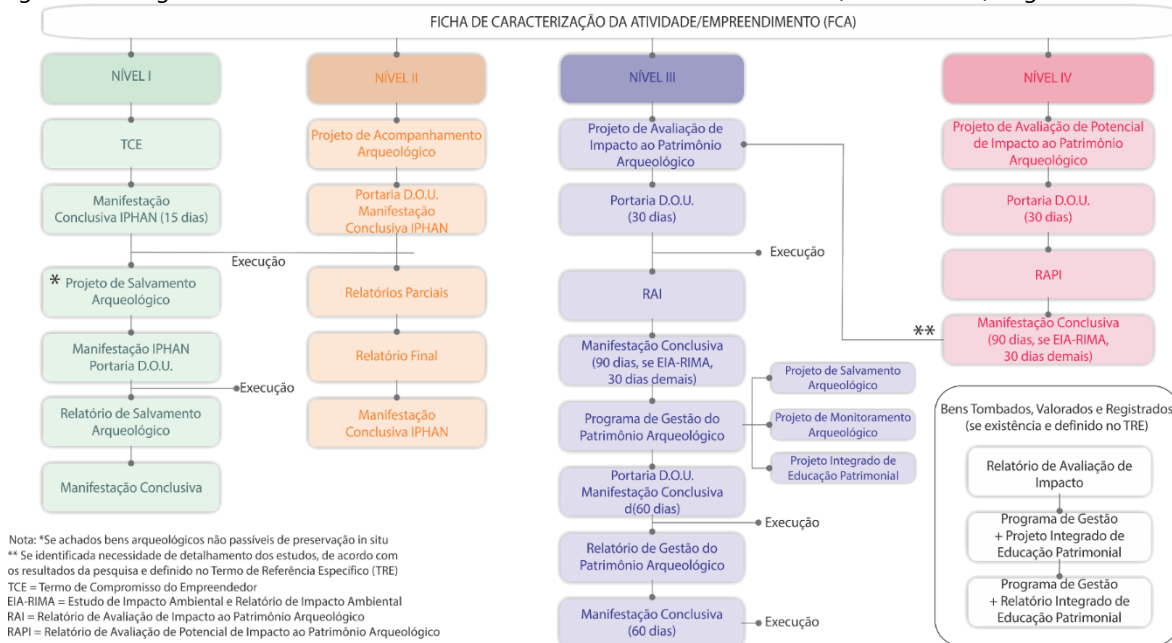 FICHA DE CARACTERIZAÇÃO DA ATIVIDADE/EMPREENDIMENTO (FCA)
NÍVEL I
TCE
Manifestação
Conclusiva IPHAN (15 dias)
Execução
* Projeto de Salvamento
Arqueológico
Manifestação IPHAN
Portaria D.O.U.
Execução
Relatório de Salvamento
Arqueológico
Manifestação Conclusiva
NÍVEL II
Projeto de Acompanhamento
Arqueológico
Portaria D.O.U.
Manifestação
Conclusiva IPHAN
Relatórios Parciais
Relatório Final
Manifestação
Conclusiva IPHAN
NÍVEL III
Projeto de Avaliação de
Impacto ao Patrimônio
Arqueológico
Portaria D.O.U.
(30 dias)
Execução
RAI
Manifestação Conclusiva
(90 dias, se EIA-RIMA,
30 dias demais)
Programa de Gestão do
Patrimônio Arqueológico
Projeto de Salvamento
Arqueológico
Projeto de Monitoramento
Arqueológico
Projeto Integrado de
Educação Patrimonial
Portaria D.O.U.
Manifestação Conclusiva
d(60 dias)
Execução
Relatório de Gestão do
Patrimônio Arqueológico
Manifestação Conclusiva
(60 dias)
Execução
NÍVEL IV
Projeto de Avaliação de Potencial
de Impacto ao Patrimônio
Arqueológico
Portaria D.O.U.
(30 dias)
RAPI
**
Manifestação Conclusiva
(90 dias, se EIA-RIMA,
30 dias demais)
Bens Tombados, Valorados e Registrados
(se existência e definido no TRE)
Relatório de Avaliação de
Impacto
Programa de Gestão
+ Projeto Integrado de
Educação Patrimonial
Programa de Gestão
+ Relatório Integrado de
Educação Patrimonial
Nota: *Se achados bens arqueológicos não passíveis de preservação in situ
** Se identificada necessidade de detalhamento dos estudos, de acordo com
os resultados da pesquisa e definido no Termo de Referência Específico (TRE)
TCE = Termo de Compromisso do Empreendedor
EIA-RIMA = Estudo de Impacto Ambiental e Relatório de Impacto Ambiental
RAI = Relatório de Avaliação de Impacto ao Patrimônio Arqueológico
RAPI = Relatório de Avaliação de Potencial de Impacto ao Patrimônio Arqueológico